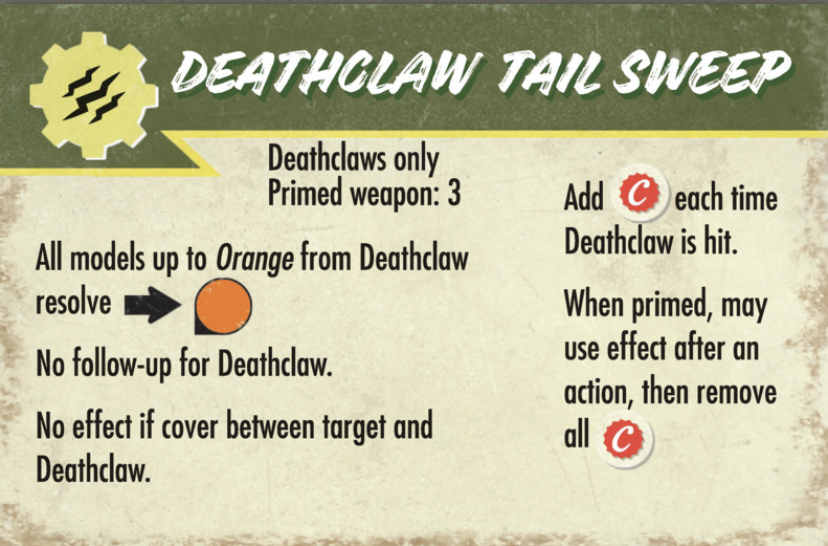 DEATHCLAW TAIL SWEEP
Deathclaws only
Primed weapon: 3
All models up to Orange from Deathclaw
resolve
No follow-up for Deathclaw.
No effect if cover between target and
Deathclaw.
Add C each time
Deathclaw is hit.
When primed, may
use effect after an
action, then remove
all C